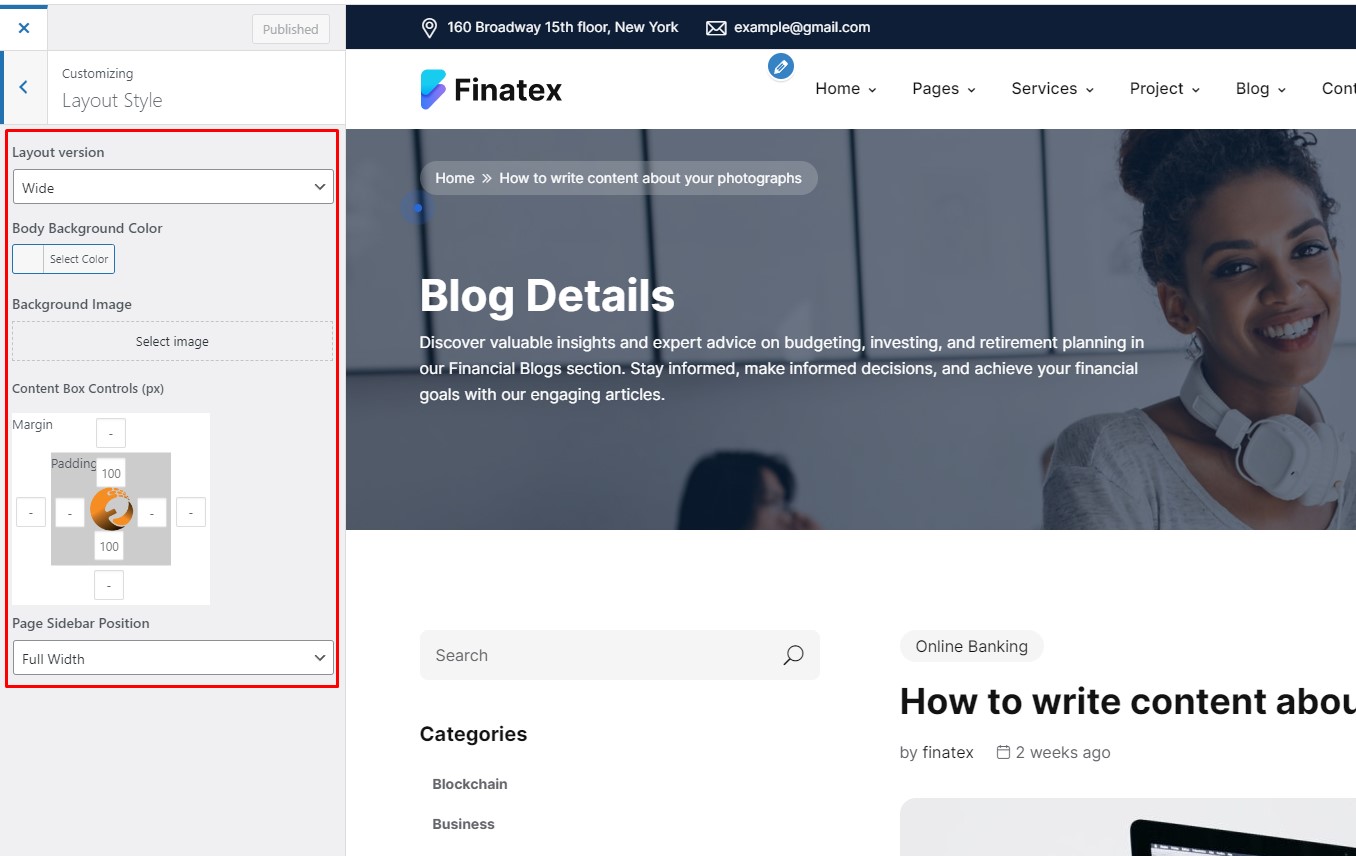 Published
Customizing
Layout Style
Layout version
Wide
Body Background Color
Select Color
Background Image
Select image
Content Box Controls (px)
Margin
-
Padding
100
-
-
-
-
100
-
Page Sidebar Position
Full Width
160 Broadway 15th floor, New York
example@gmail.com
Finatex
Home
Pages
Services
Project
Blog
Cont
Home » How to write content about your photographs
Blog Details
Discover valuable insights and expert advice on budgeting, investing, and retirement planning in
our Financial Blogs section. Stay informed, make informed decisions, and achieve your financial
goals with our engaging articles.
Search
Categories
Blockchain
Business
Online Banking
How to write content abou
by finatex
2 weeks ago